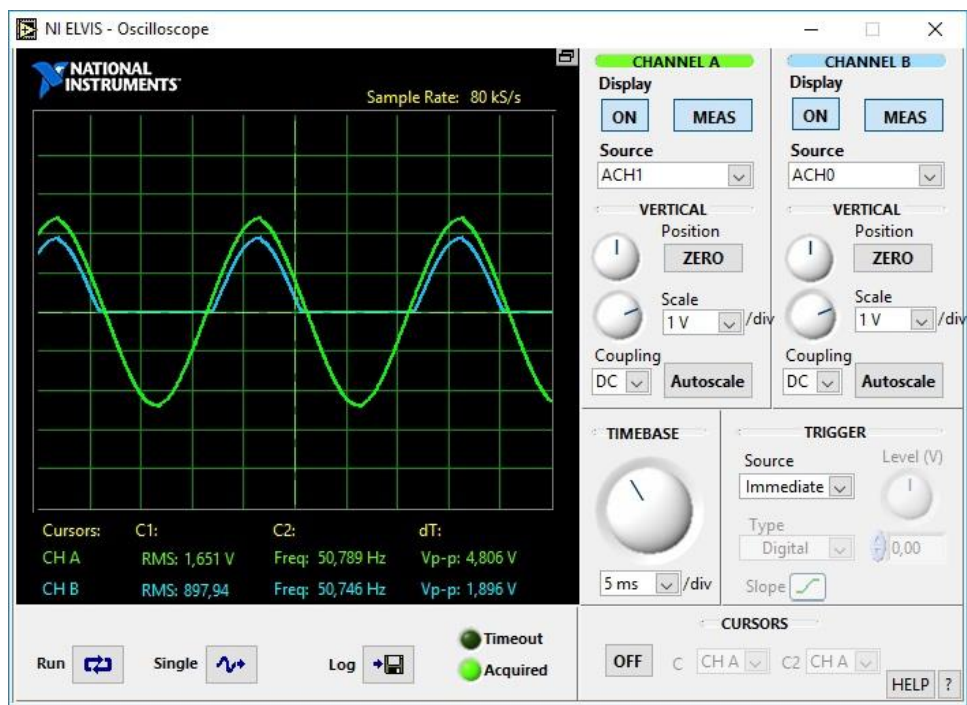 NI ELVIS - Oscilloscope
NATIONAL
INSTRUMENTS
Sample Rate: 80 kS/s
Cursors: C1: C2: dT:
CH A RMS: 1,651 V Freq: 50,789 Hz Vp-p: 4,806 V
CH B RMS: 897,94 Freq: 50,746 Hz Vp-p: 1,896 V
Run Single Log Timeout
Acquired
CHANNEL A
Display
ON MEAS
Source
ACH1
VERTICAL
Position
ZERO
Scale
1 V /div
Coupling
DC Autoscale
CHANNEL B
Display
ON MEAS
Source
ACH0
VERTICAL
Position
ZERO
Scale
1 V /div
Coupling
DC Autoscale
TIMEBASE
5 ms /div
TRIGGER
Source
Immediate
Level (V)
Type
Digital
0,00
Slope
CURSORS
OFF C CH A C2 CH A
HELP ?